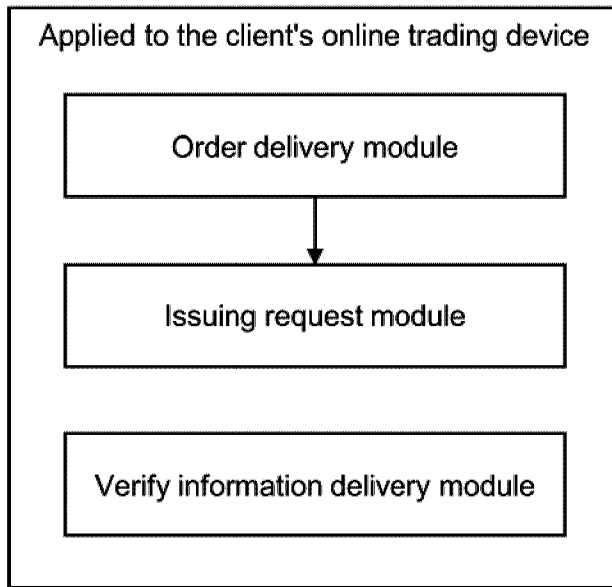 Applied to the client's online trading device
Order delivery module
Issuing request module
Verify information delivery module